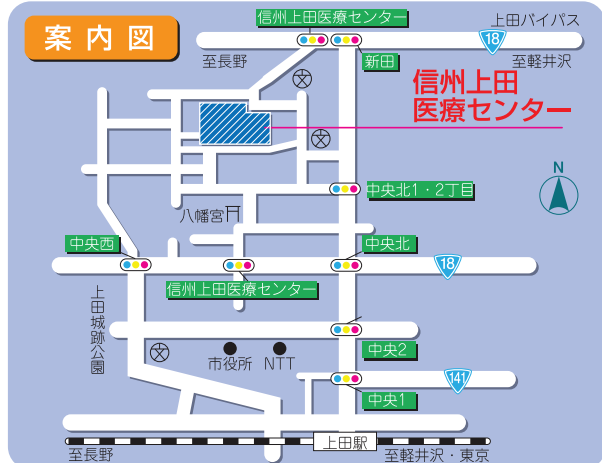 案内図
信州上田医療センター
上田バイパス
18
至長野
新田
至軽井沢
信州上田
医療センター
N
中央北1・2丁目
八幡宮
中央西
中央北
18
信州上田医療センター
上田城跡公園
市役所
NTT
中央2
141
中央1
上田駅
至長野
至軽井沢・東京